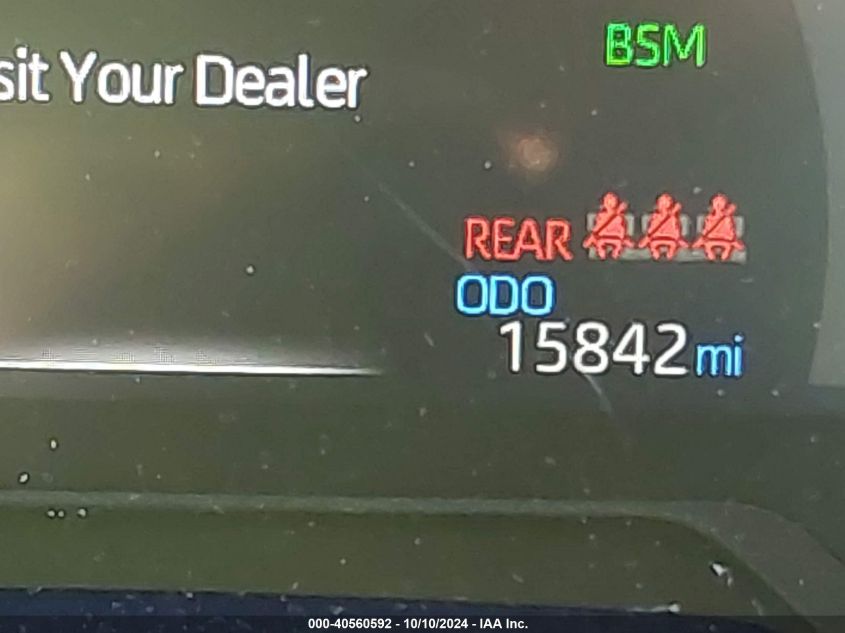 sit Your Dealer
BSM
REAR
ODO
15842 mi
000-40560592 - 10/10/2024 - IAA Inc.